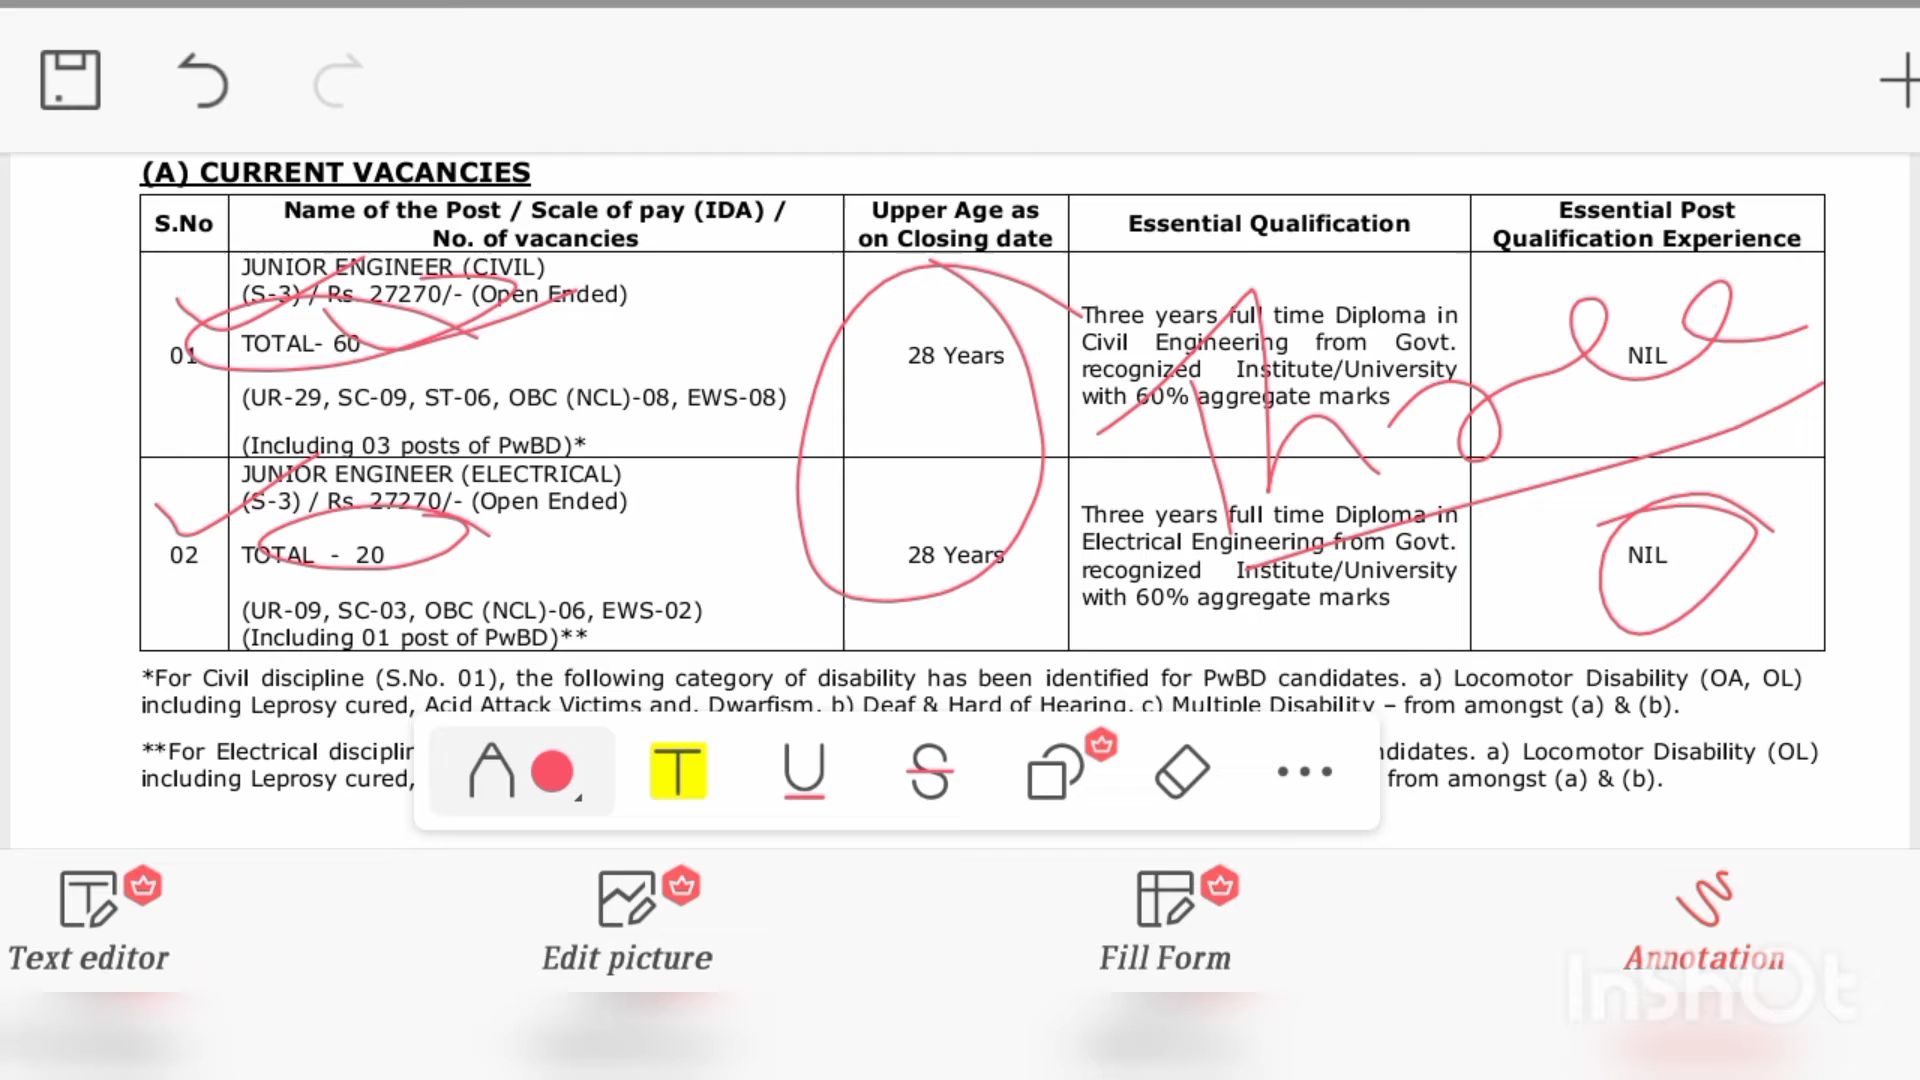 (A) CURRENT VACANCIES
S.No
Name of the Post / Scale of pay (IDA) /
No. of vacancies
Upper Age as
on Closing date
Essential Qualification
Essential Post
Qualification Experience
01
JUNIOR ENGINEER (CIVIL)
(S-3) / Rs. 27270/- (Open Ended)
TOTAL- 60
(UR-29, SC-09, ST-06, OBC (NCL)-08, EWS-08)
(Including 03 posts of PwBD)*
28 Years
Three years full time Diploma in
Civil Engineering from Govt.
recognized Institute/University
with 60% aggregate marks
NIL
02
JUNIOR ENGINEER (ELECTRICAL)
(S-3) / Rs. 27270/- (Open Ended)
TOTAL - 20
(UR-09, SC-03, OBC (NCL)-06, EWS-02)
(Including 01 post of PwBD)**
28 Years
Three years full time Diploma in
Electrical Engineering from Govt.
recognized Institute/University
with 60% aggregate marks
NIL
*For Civil discipline (S.No. 01), the following category of disability has been identified for PwBD candidates. a) Locomotor Disability (OA, OL)
including Leprosy cured, Acid Attack Victims and, Dwarfism, b) Deaf & Hard of Hearing, c) Multiple Disability – from amongst (a) & (b).
**For Electrical a) Locomotor Disability (OL)
including Leprosy cured, from amongst (a) & (b).
Text editor
Edit picture
Fill Form
Annotation
InShOt